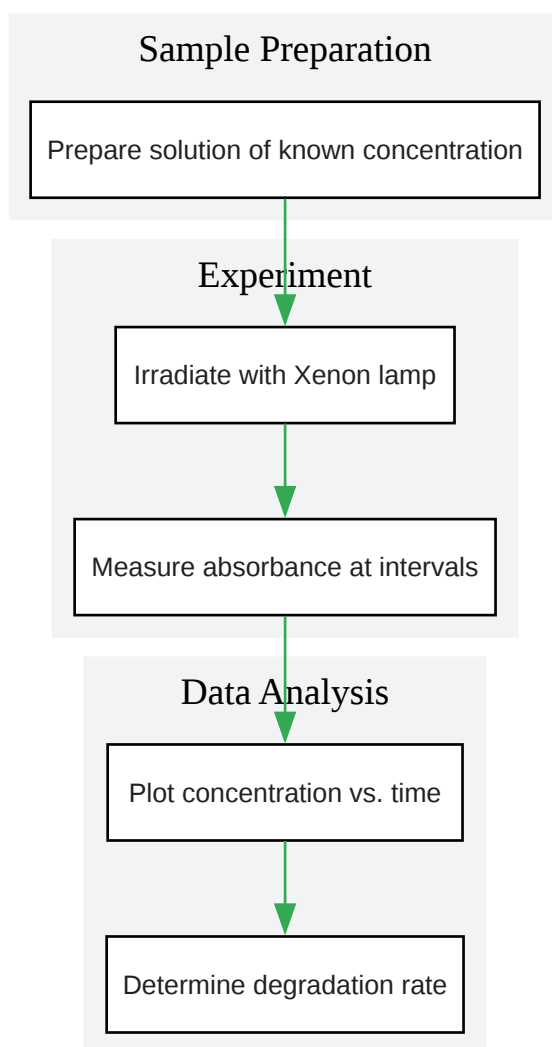 Sample Preparation
Prepare solution of known concentration
Experiment
Irradiate with Xenon lamp
Measure absorbance at intervals
Data Analysis
Plot concentration vs. time
Determine degradation rate